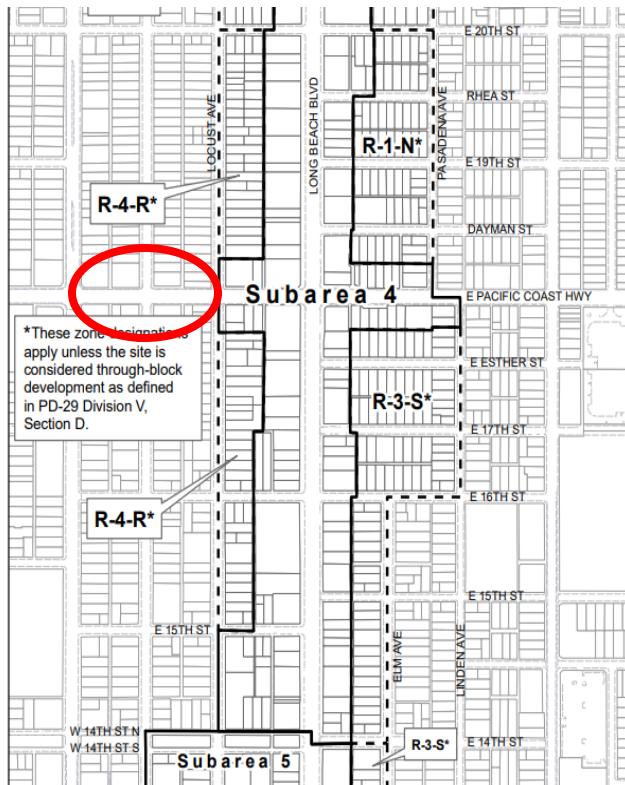 E 20TH ST
RHEA ST
LOCUST AVE
LONG BEACH BLVD
PASADENA AVE
R-1-N*
E 19TH ST
R-4-R*
DAYMAN ST
Subarea 4
E PACIFIC COAST HWY
*These zone designations
apply unless the site is
considered through-block
development as defined
in PD-29 Division V,
Section D.
E ESTHER ST
R-3-S*
E 17TH ST
R-4-R*
E 16TH ST
E 15TH ST
E 15TH ST
ELM AVE
LINDEN AVE
W 14TH ST N
W 14TH ST S
R-3-S*
E 14TH ST
Subarea 5